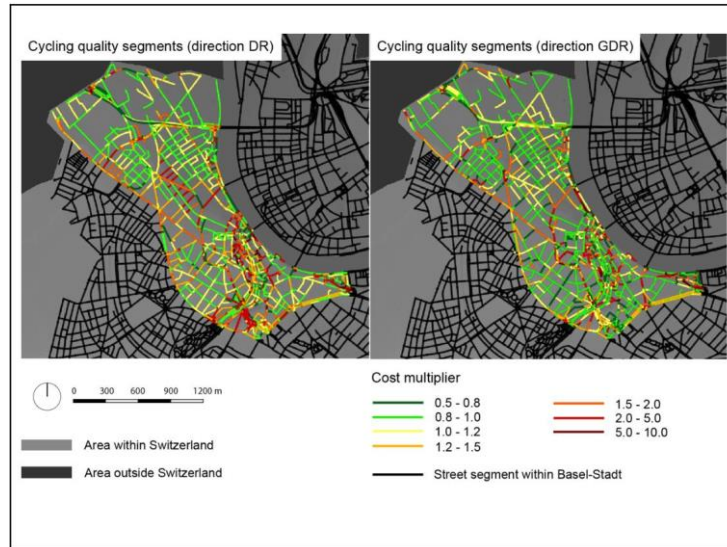 Cycling quality segments (direction DR)
Cycling quality segments (direction GDR)
0 300 600 900 1200 m
Area within Switzerland
Area outside Switzerland
Cost multiplier
0.5 - 0.8
0.8 - 1.0
1.0 - 1.2
1.2 - 1.5
1.5 - 2.0
2.0 - 5.0
5.0 - 10.0
Street segment within Basel-Stadt